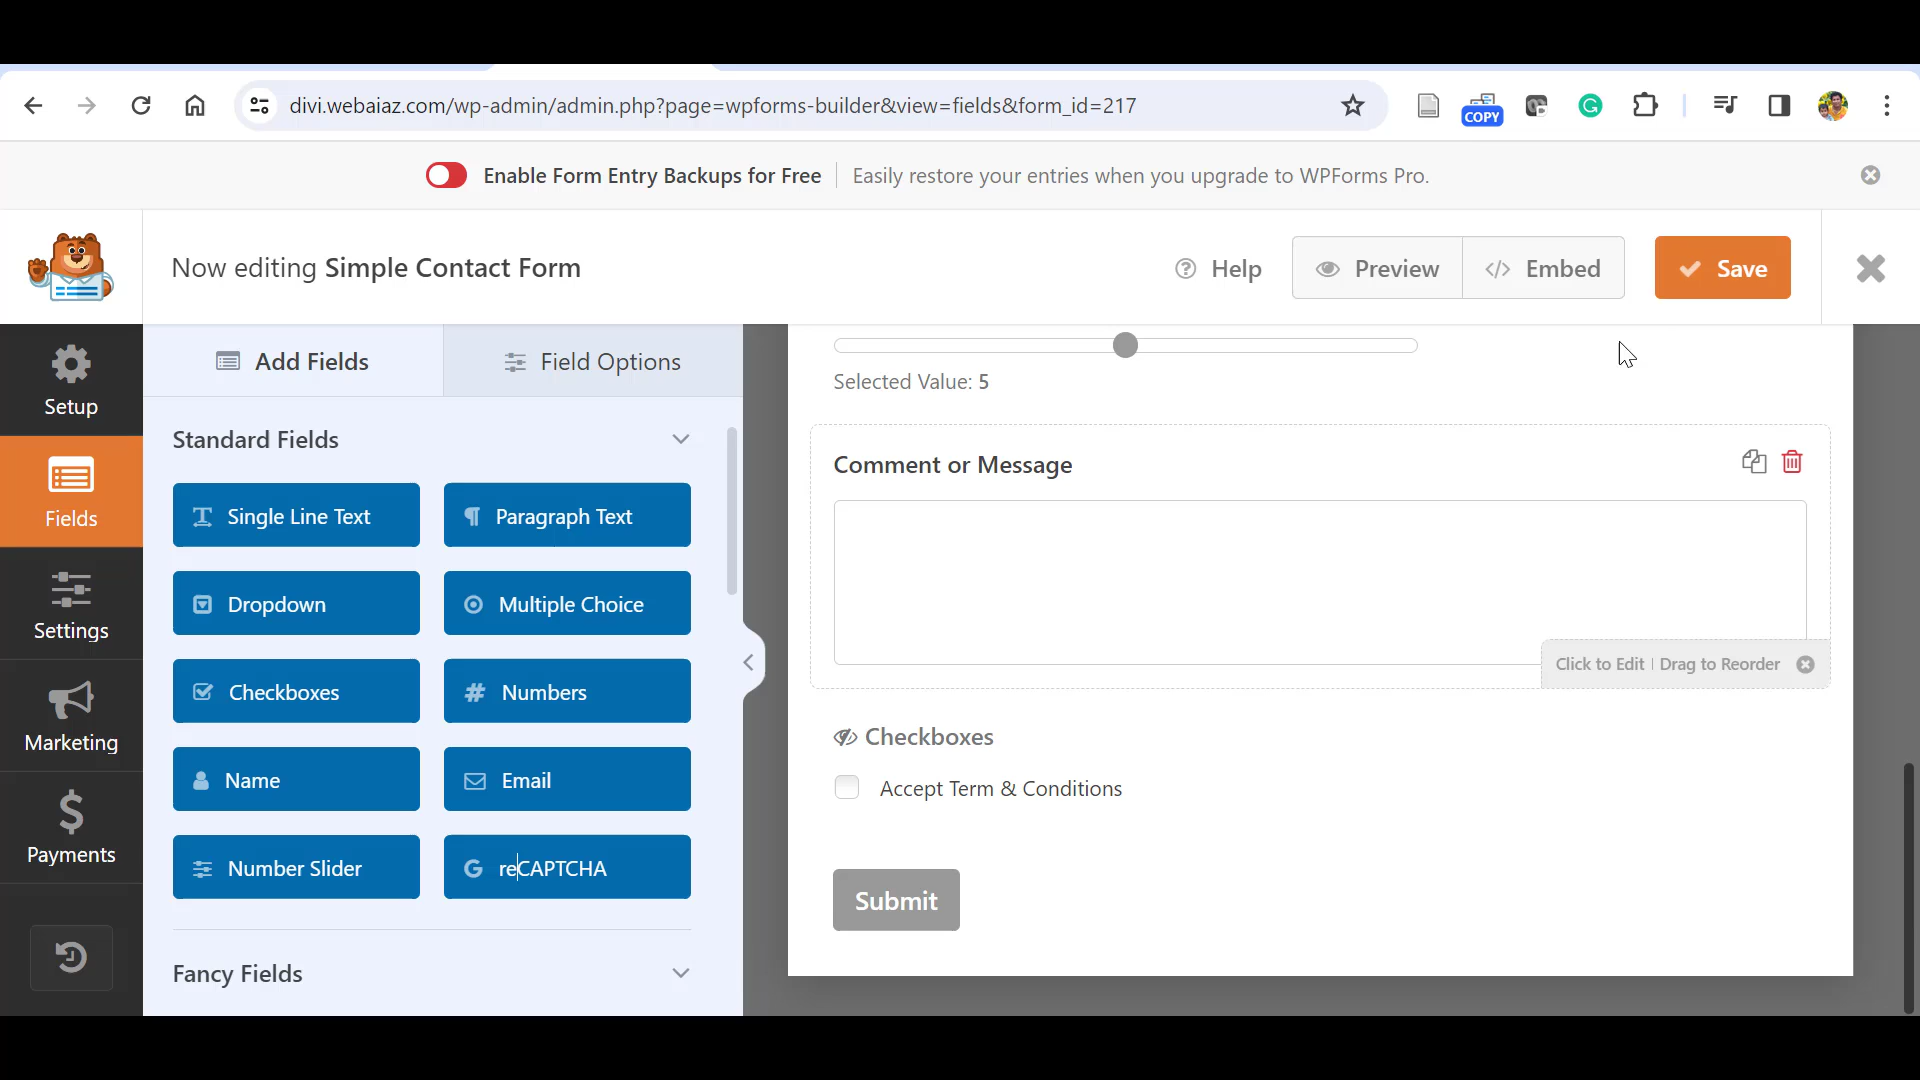 divi.webaiaz.com/wp-admin/admin.php?page=wpforms-builder&view=fields&form_id=217
COPY
Enable Form Entry Backups for Free
Easily restore your entries when you upgrade to WPForms Pro.
Now editing Simple Contact Form
Help
Preview
Embed
Save
Setup
Fields
Settings
Marketing
Payments
Add Fields
Field Options
Standard Fields
Single Line Text
Paragraph Text
Dropdown
Multiple Choice
Checkboxes
Numbers
Name
Email
Number Slider
reCAPTCHA
Fancy Fields
Selected Value: 5
Comment or Message
Click to Edit | Drag to Reorder
Checkboxes
Accept Term & Conditions
Submit